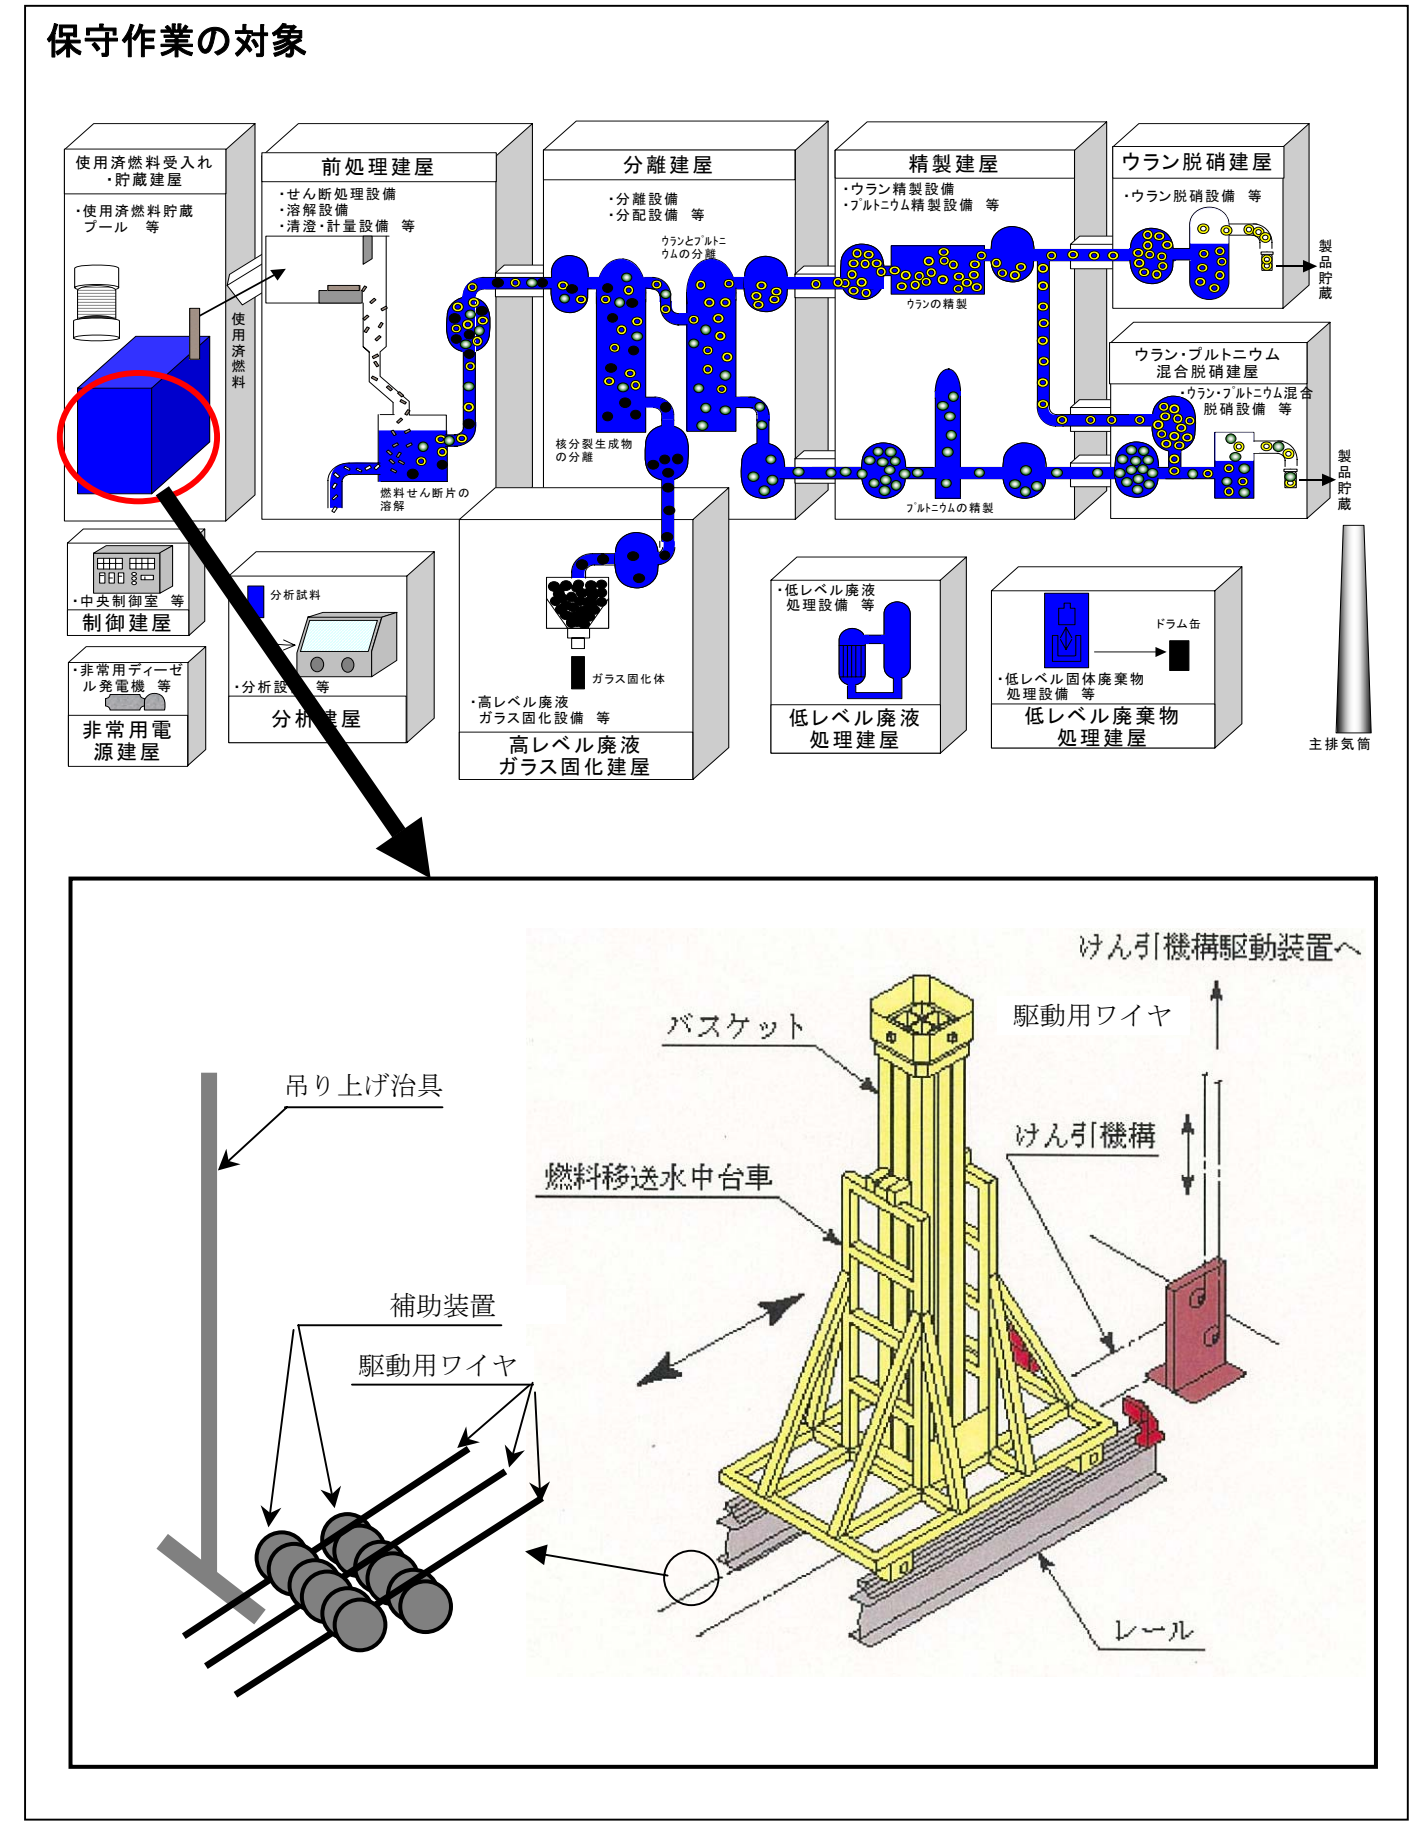 保守作業の対象
使用済燃料受入れ
・貯蔵建屋
・使用済燃料貯蔵
プール　等
使用済燃料
前処理建屋
・せん断処理設備
・溶解設備
・清澄・計量設備　等
燃料せん断片の
溶解
分離建屋
・分離設備
・分配設備　等
ウランとプルトニ
ウムの分離
核分裂生成物
の分離
精製建屋
・ウラン精製設備
・プルトニウム精製設備　等
ウランの精製
プルトニウムの精製
ウラン脱硝建屋
・ウラン脱硝設備　等
製品貯蔵
ウラン・プルトニウム
混合脱硝建屋
・ウラン・プルトニウム混合
脱硝設備　等
製品貯蔵
・中央制御室　等
制御建屋
・非常用ディーゼ
ル発電機　等
非常用電
源建屋
分析試料
・分析設備　等
分析建屋
ガラス固化体
・高レベル廃液
ガラス固化設備　等
高レベル廃液
ガラス固化建屋
・低レベル廃液
処理設備　等
低レベル廃液
処理建屋
ドラム缶
・低レベル固体廃棄物
処理設備　等
低レベル廃棄物
処理建屋
主排気筒
けん引機構駆動装置へ
バスケット
駆動用ワイヤ
吊り上げ治具
けん引機構
燃料移送水中台車
補助装置
駆動用ワイヤ
レール